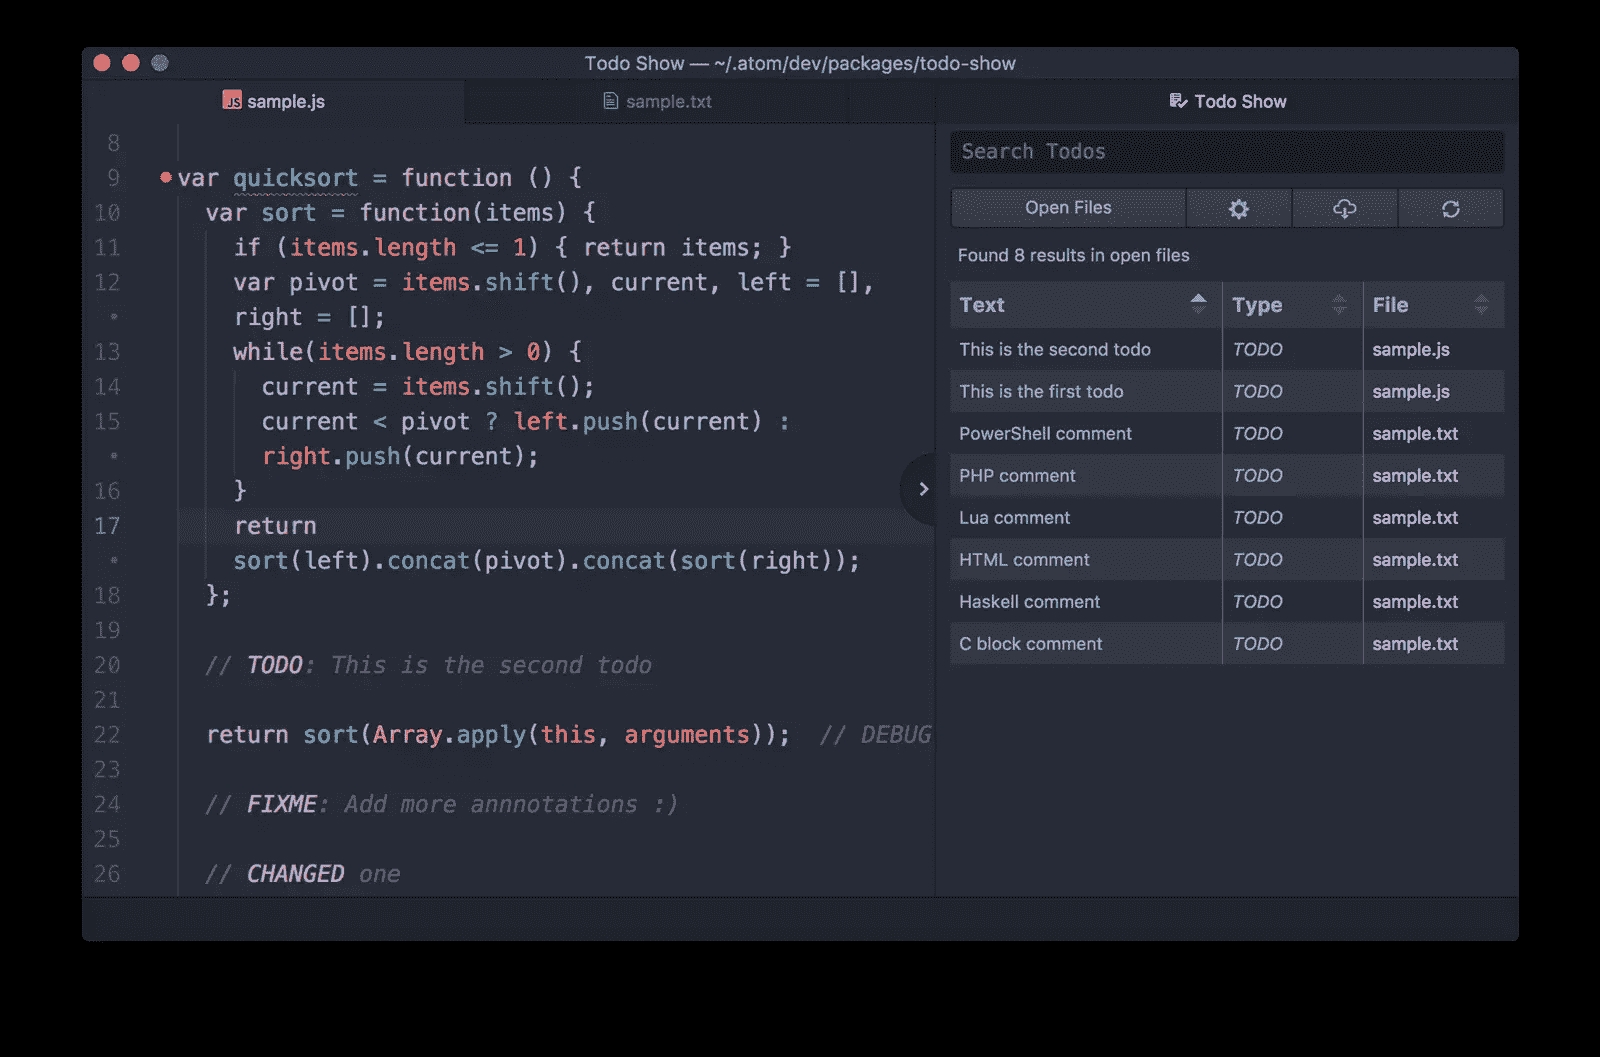 Todo Show — ~/.atom/dev/packages/todo-show
JS sample.js
sample.txt
Todo Show
8
9 var quicksort = function () {
10 var sort = function(items) {
11 if (items.length <= 1) { return items; }
12 var pivot = items.shift(), current, left = [],
• right = [];
13 while(items.length > 0) {
14 current = items.shift();
15 current < pivot ? left.push(current) :
• right.push(current);
16 }
17 return
• sort(left).concat(pivot).concat(sort(right));
18 };
19
20 // TODO: This is the second todo
21
22 return sort(Array.apply(this, arguments)); // DEBUG
23
24 // FIXME: Add more annnotations :)
25
26 // CHANGED one
Search Todos
Open Files
Found 8 results in open files
Text Type File
This is the second todo TODO sample.js
This is the first todo TODO sample.js
PowerShell comment TODO sample.txt
PHP comment TODO sample.txt
Lua comment TODO sample.txt
HTML comment TODO sample.txt
Haskell comment TODO sample.txt
C block comment TODO sample.txt